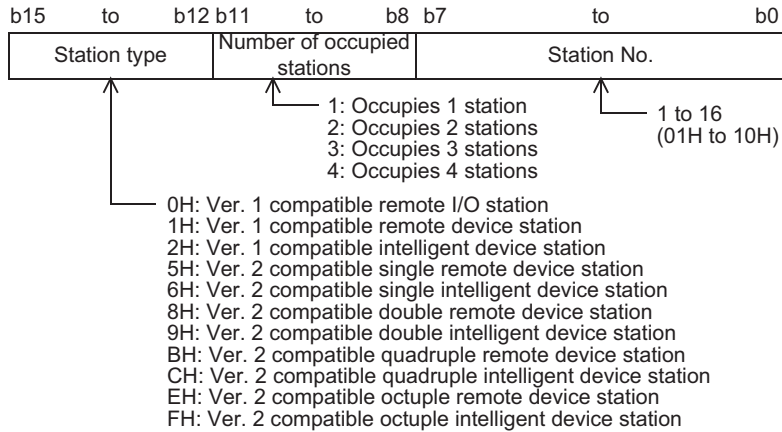 b15 to b12 b11 to b8 b7 to b0
Station type
Number of occupied
stations
Station No.
1: Occupies 1 station
2: Occupies 2 stations
3: Occupies 3 stations
4: Occupies 4 stations
1 to 16
(01H to 10H)
0H: Ver. 1 compatible remote I/O station
1H: Ver. 1 compatible remote device station
2H: Ver. 1 compatible intelligent device station
5H: Ver. 2 compatible single remote device station
6H: Ver. 2 compatible single intelligent device station
8H: Ver. 2 compatible double remote device station
9H: Ver. 2 compatible double intelligent device station
BH: Ver. 2 compatible quadruple remote device station
CH: Ver. 2 compatible quadruple intelligent device station
EH: Ver. 2 compatible octuple remote device station
FH: Ver. 2 compatible octuple intelligent device station